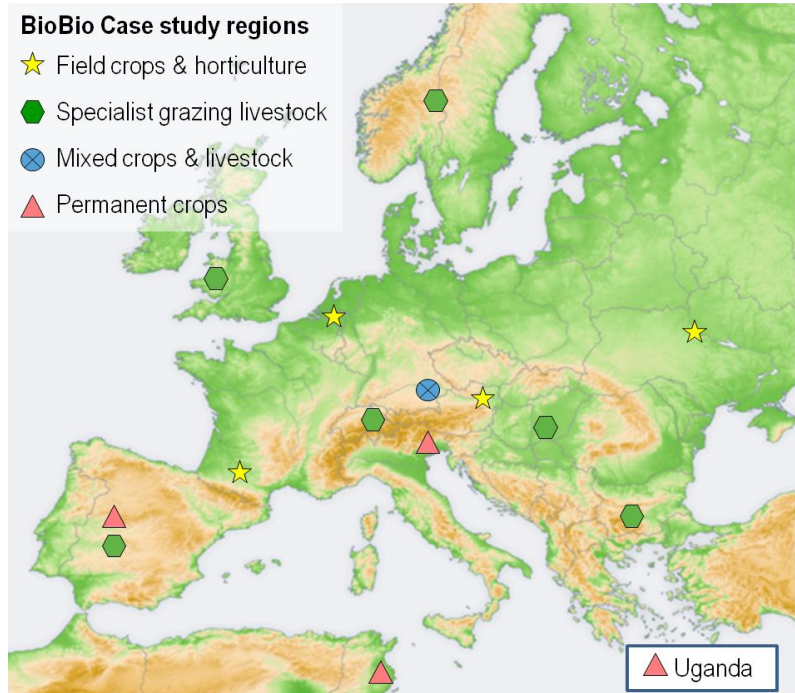 BioBio Case study regions
Field crops & horticulture
Specialist grazing livestock
Mixed crops & livestock
Permanent crops
Uganda